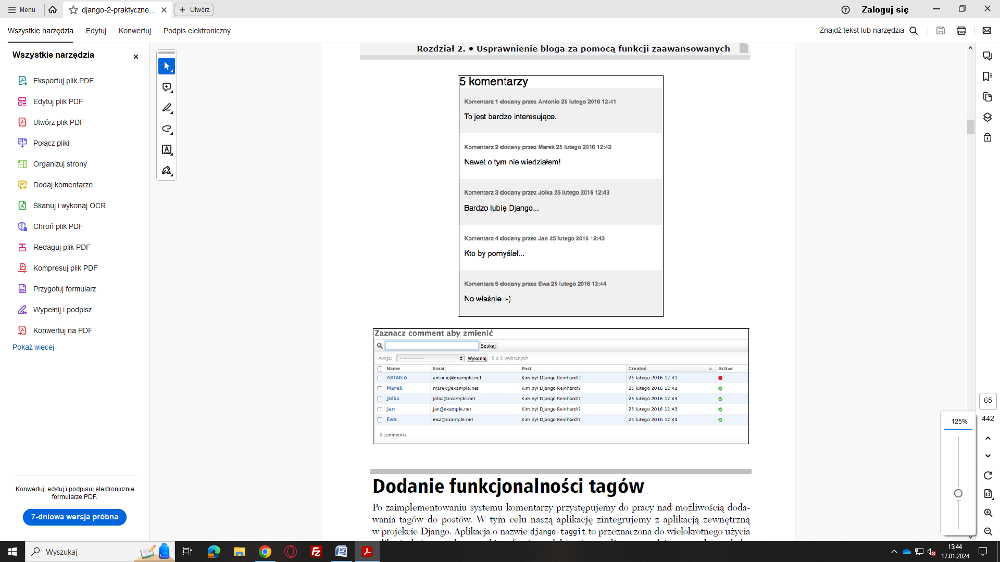 Menu
django-2-praktyczne...
Utwórz
Zaloguj się
Wszystkie narzędzia
Edytuj
Konwertuj
Podpis elektroniczny
Znajdź tekst lub narzędzia
Wszystkie narzędzia
Eksportuj plik PDF
Edytuj plik PDF
Utwórz plik PDF
Połącz pliki
Organizuj strony
Dodaj komentarze
Skanuj i wykonaj OCR
Chroń plik PDF
Redaguj plik PDF
Kompresuj plik PDF
Przygotuj formularz
Wypełnij i podpisz
Konwertuj na PDF
Pokaż więcej
Konwertuj, edytuj i podpisuj elektronicznie
formularze PDF.
7-dniowa wersja próbna
Rozdział 2. • Usprawnienie bloga za pomocą funkcji zaawansowanych
5 komentarzy
Komentarz 1 dodany przez Antonio 25 lutego 2016 12:41
To jest bardzo interesujące.
Komentarz 2 dodany przez Marek 25 lutego 2016 12:42
Nawet o tym nie wiedziałem!
Komentarz 3 dodany przez Jolka 25 lutego 2016 12:43
Bardzo lubię Django...
Komentarz 4 dodany przez Jan 25 lutego 2016 12:43
Kto by pomyślał...
Komentarz 5 dodany przez Ewa 25 lutego 2016 12:44
No właśnie :-)
Zaznacz comment aby zmienić
Szukaj
Akcja: --------- Wykonaj 0 z 5 wybranych
Name Email Post Created Active
Antonio antonio@example.net Kim był Django Reinhardt? 25 lutego 2016 12:41
Marek marek@example.net Kim był Django Reinhardt? 25 lutego 2016 12:42
Jolka jolka@example.net Kim był Django Reinhardt? 25 lutego 2016 12:43
Jan jan@example.net Kim był Django Reinhardt? 25 lutego 2016 12:43
Ewa ewa@example.net Kim był Django Reinhardt? 25 lutego 2016 12:44
5 comments
Dodanie funkcjonalności tagów
Po zaimplementowaniu systemu komentarzy przystępujemy do pracy nad możliwością doda-
wania tagów do postów. W tym celu naszą aplikację zintegrujemy z aplikacją zewnętrzną
w projekcie Django. Aplikacja o nazwie django-taggit to przeznaczona do wielokrotnego użycia
65
442
125%
Wyszukaj
15:44
17.01.2024